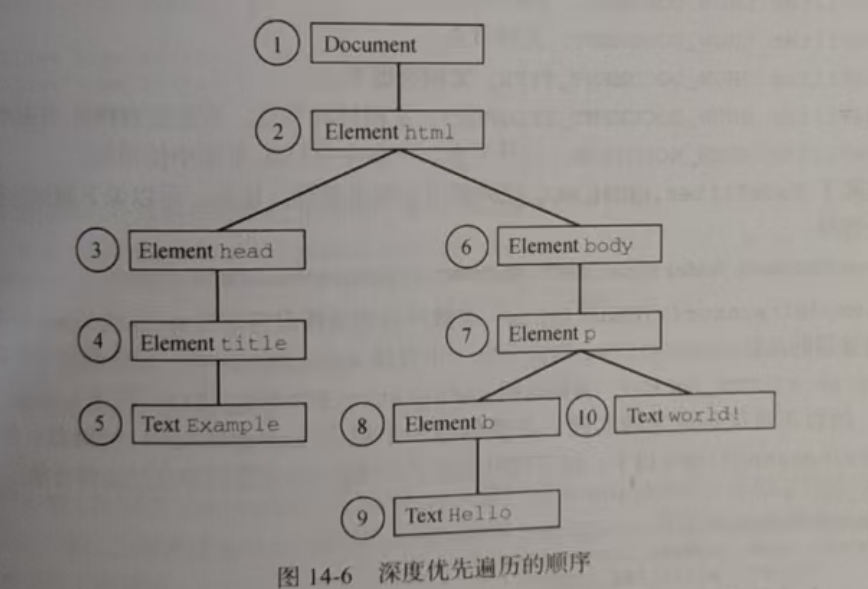 1 Document
2 Element html
3 Element head
6 Element body
4 Element title
7 Element p
5 Text Example
8 Element b
10 Text world!
9 Text Hello
图 14-6 深度优先遍历的顺序